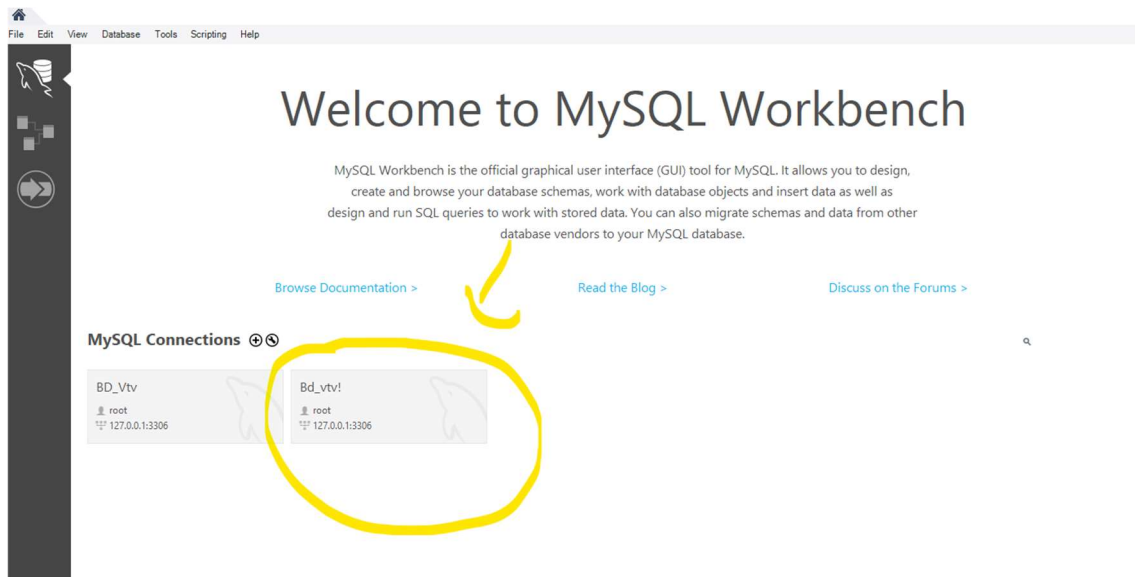 File Edit View Database Tools Scripting Help
Welcome to MySQL Workbench
MySQL Workbench is the official graphical user interface (GUI) tool for MySQL. It allows you to design,
create and browse your database schemas, work with database objects and insert data as well as
design and run SQL queries to work with stored data. You can also migrate schemas and data from other
database vendors to your MySQL database.
Browse Documentation > Read the Blog > Discuss on the Forums >
MySQL Connections
BD_Vtv
root
127.0.0.1:3306
Bd_vtv!
root
127.0.0.1:3306